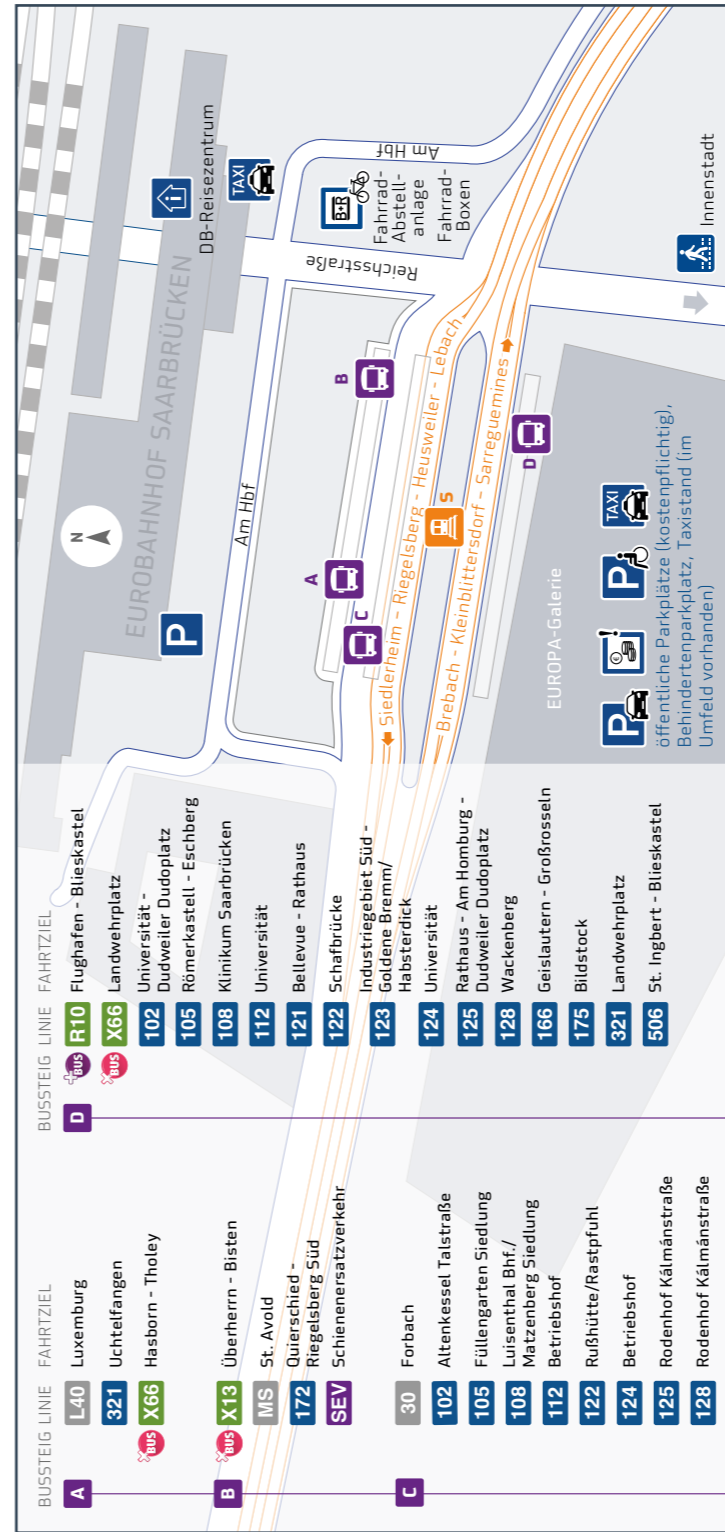 BUSSTEIG LINIE FAHRTZIEL
A L40 Luxemburg
321 Uchtelfangen
XBUS X66 Hasborn - Tholey
B XBUS X13 Überherrn - Bisten
MS St. Avold
172 Quierschied -
Riegelsberg Süd
SEV Schienenersatzverkehr
C 30 Forbach
102 Altenkessel Talstraße
105 Füllengarten Siedlung
108 Luisenthal Bhf./
Matzenberg Siedlung
112 Betriebshof
122 Rußhütte/Rastpfuhl
124 Betriebshof
125 Rodenhof Kálmánstraße
128 Rodenhof Kálmánstraße
BUSSTEIG LINIE FAHRTZIEL
D +BUS R10 Flughafen - Blieskastel
XBUS X66 Landwehrplatz
102 Universität -
Dudweiler Dudoplatz
105 Römerkastell - Eschberg
108 Klinikum Saarbrücken
112 Universität
121 Bellevue - Rathaus
122 Schafbrücke
123 Industriegebiet Süd -
Goldene Bremm/
Habsterdick
124 Universität
125 Rathaus - Am Homburg -
Dudweiler Dudoplatz
128 Wackenberg
166 Geislautern - Großrosseln
175 Bildstock
321 Landwehrplatz
506 St. Ingbert - Blieskastel
EUROBAHNHOF SAARBRÜCKEN
N
P
DB-Reisezentrum
i
TAXI
Am Hbf
Am Hbf
Reichsstraße
B+R
Fahrrad-
Abstell-
anlage
Fahrrad-
Boxen
A
B
C
Siedlerheim - Riegelsberg - Heusweiler - Lebach
S
Brebach - Kleinblittersdorf - Sarreguemines
D
EUROPA-Galerie
Innenstadt
P € P TAXI
öffentliche Parkplätze (kostenpflichtig),
Behindertenparkplatz, Taxistand (im
Umfeld vorhanden)